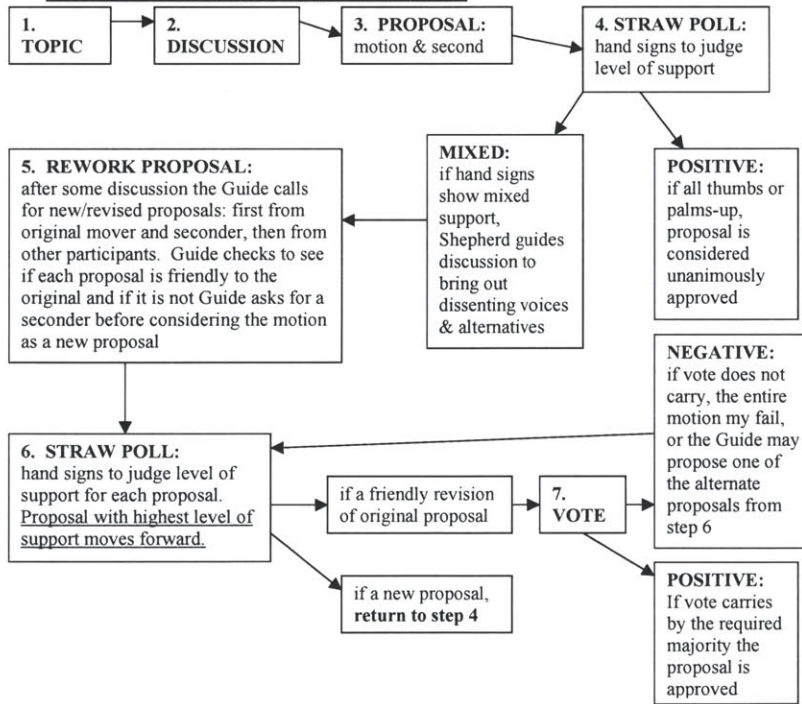 1.
TOPIC
2.
DISCUSSION
3. PROPOSAL:
motion & second
4. STRAW POLL:
hand signs to judge
level of support
MIXED:
if hand signs
show mixed
support,
Shepherd guides
discussion to
bring out
dissenting voices
& alternatives
POSITIVE:
if all thumbs or
palms-up,
proposal is
considered
unanimously
approved
5. REWORK PROPOSAL:
after some discussion the Guide calls
for new/revised proposals: first from
original mover and seconder, then from
other participants. Guide checks to see
if each proposal is friendly to the
original and if it is not Guide asks for a
seconder before considering the motion
as a new proposal
6. STRAW POLL:
hand signs to judge level of
support for each proposal.
Proposal with highest level of
support moves forward.
if a friendly revision
of original proposal
if a new proposal,
return to step 4
7.
VOTE
NEGATIVE:
if vote does not
carry, the entire
motion my fail,
or the Guide may
propose one of
the alternate
proposals from
step 6
POSITIVE:
If vote carries
by the required
majority the
proposal is
approved